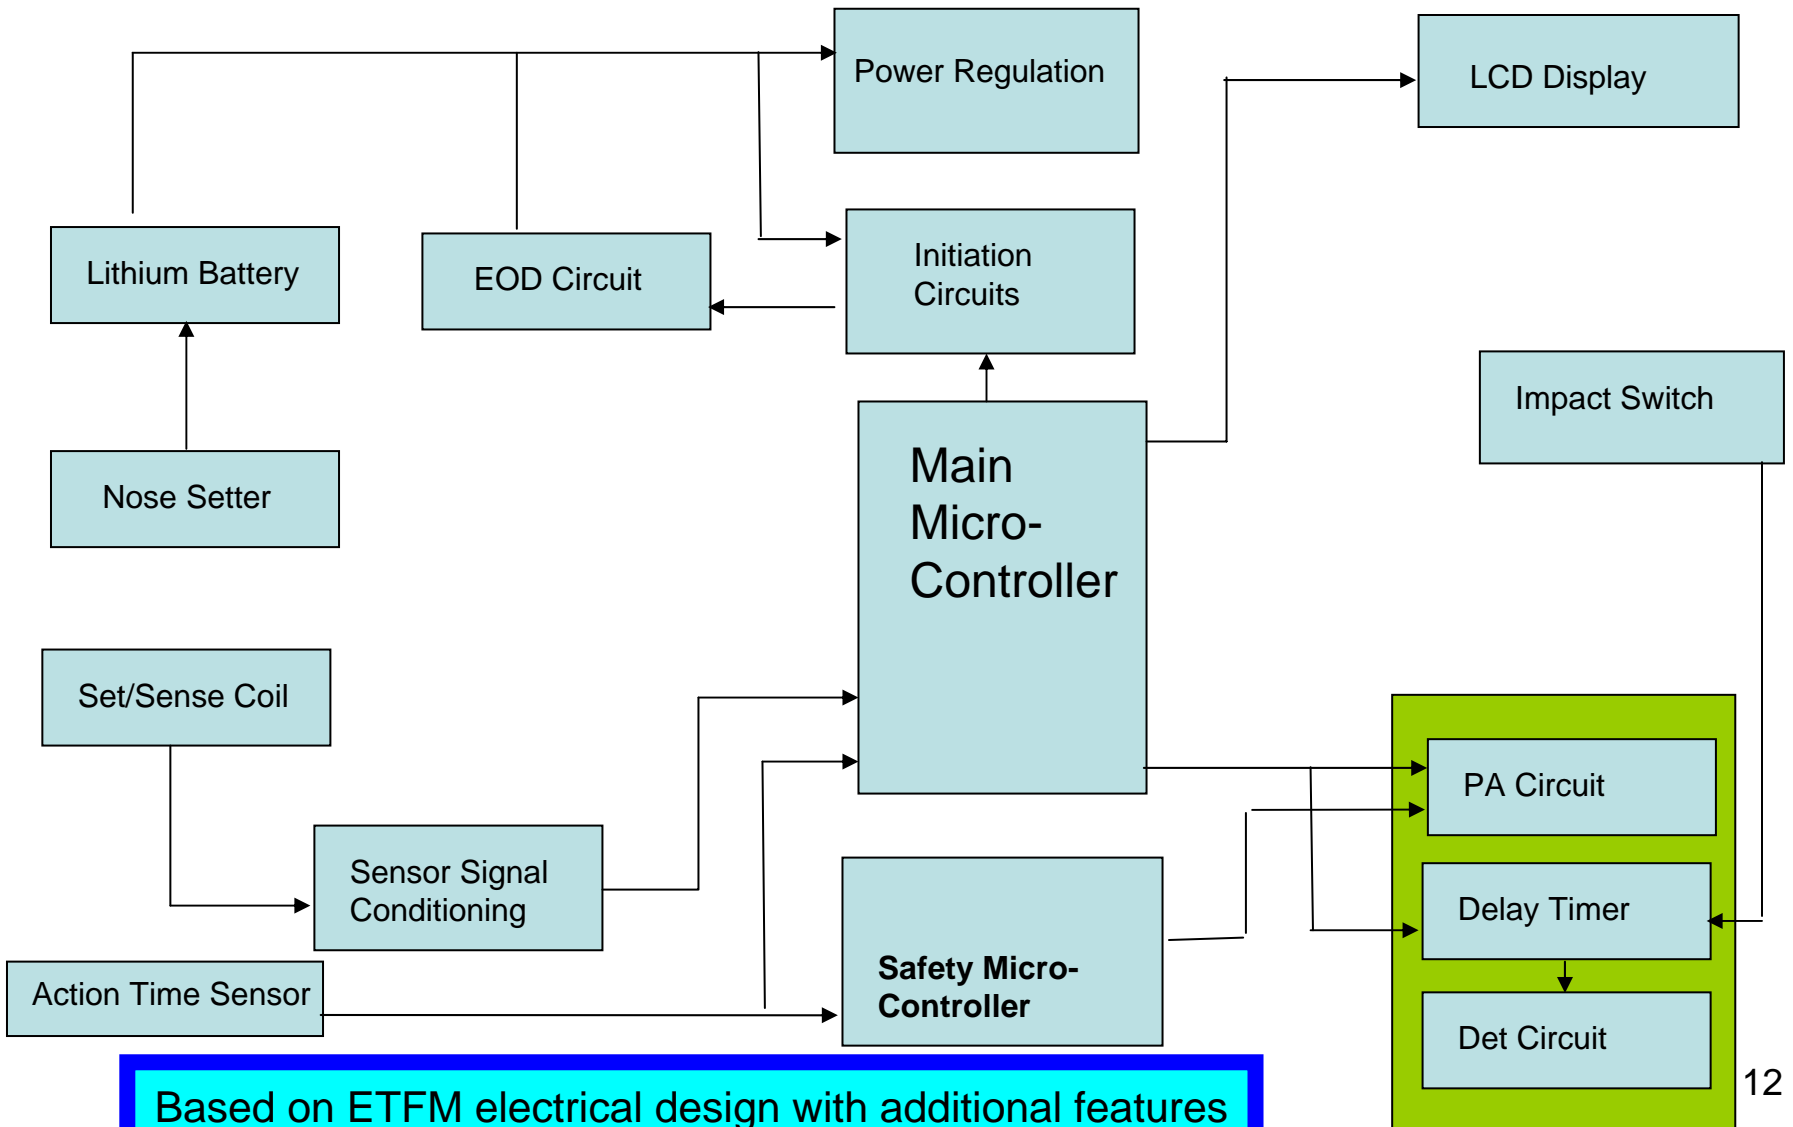 Power Regulation
LCD Display
Lithium Battery
EOD Circuit
Initiation
Circuits
Impact Switch
Nose Setter
Main
Micro-
Controller
Set/Sense Coil
PA Circuit
Sensor Signal
Conditioning
Delay Timer
Action Time Sensor
Safety Micro-
Controller
Det Circuit
12
Based on ETFM electrical design with additional features